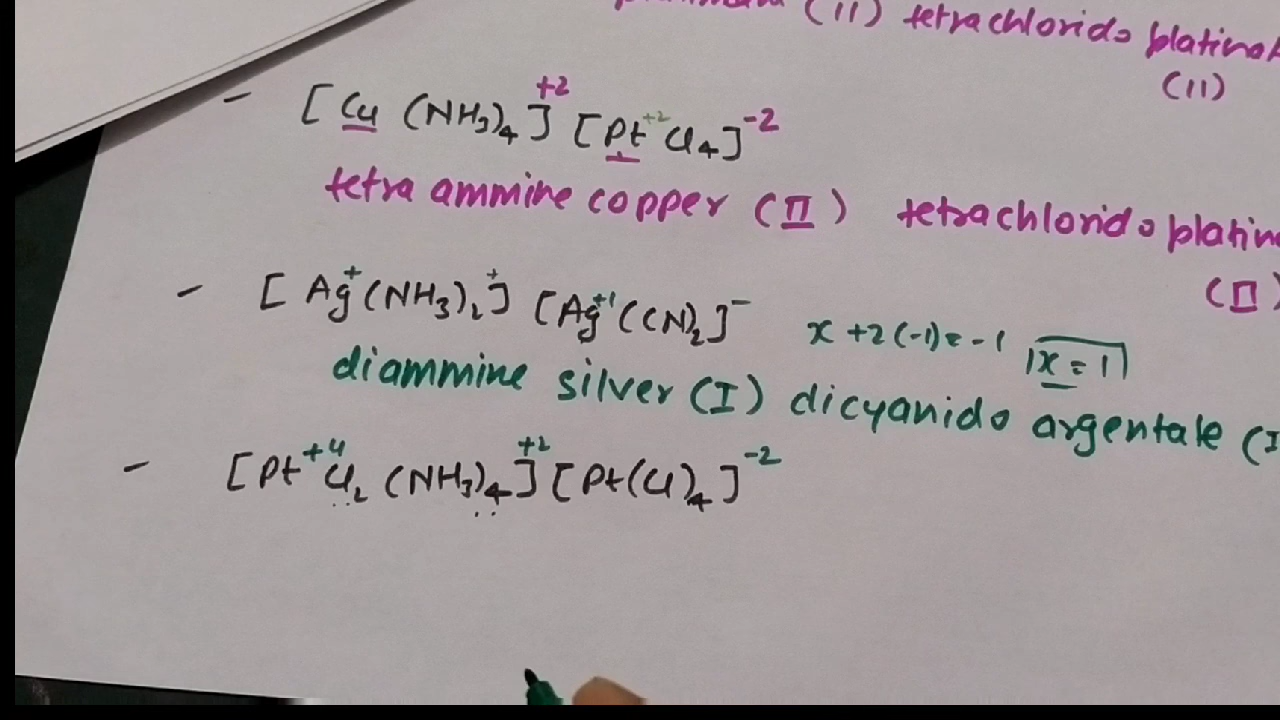 (II) tetrachlorido platina
(II)
- [Cu (NH3)4]+2 [Pt+2 Cl4]-2
tetra ammine copper (II) tetrachlorido platin
(II)
- [Ag+(NH3)2]+ [Ag+1(CN)2]- x+2(-1)=-1 |x=1|
diammine silver (I) dicyanido argentale (I
- [Pt+4 Cl2 (NH3)4]+2 [Pt(Cl)4]-2